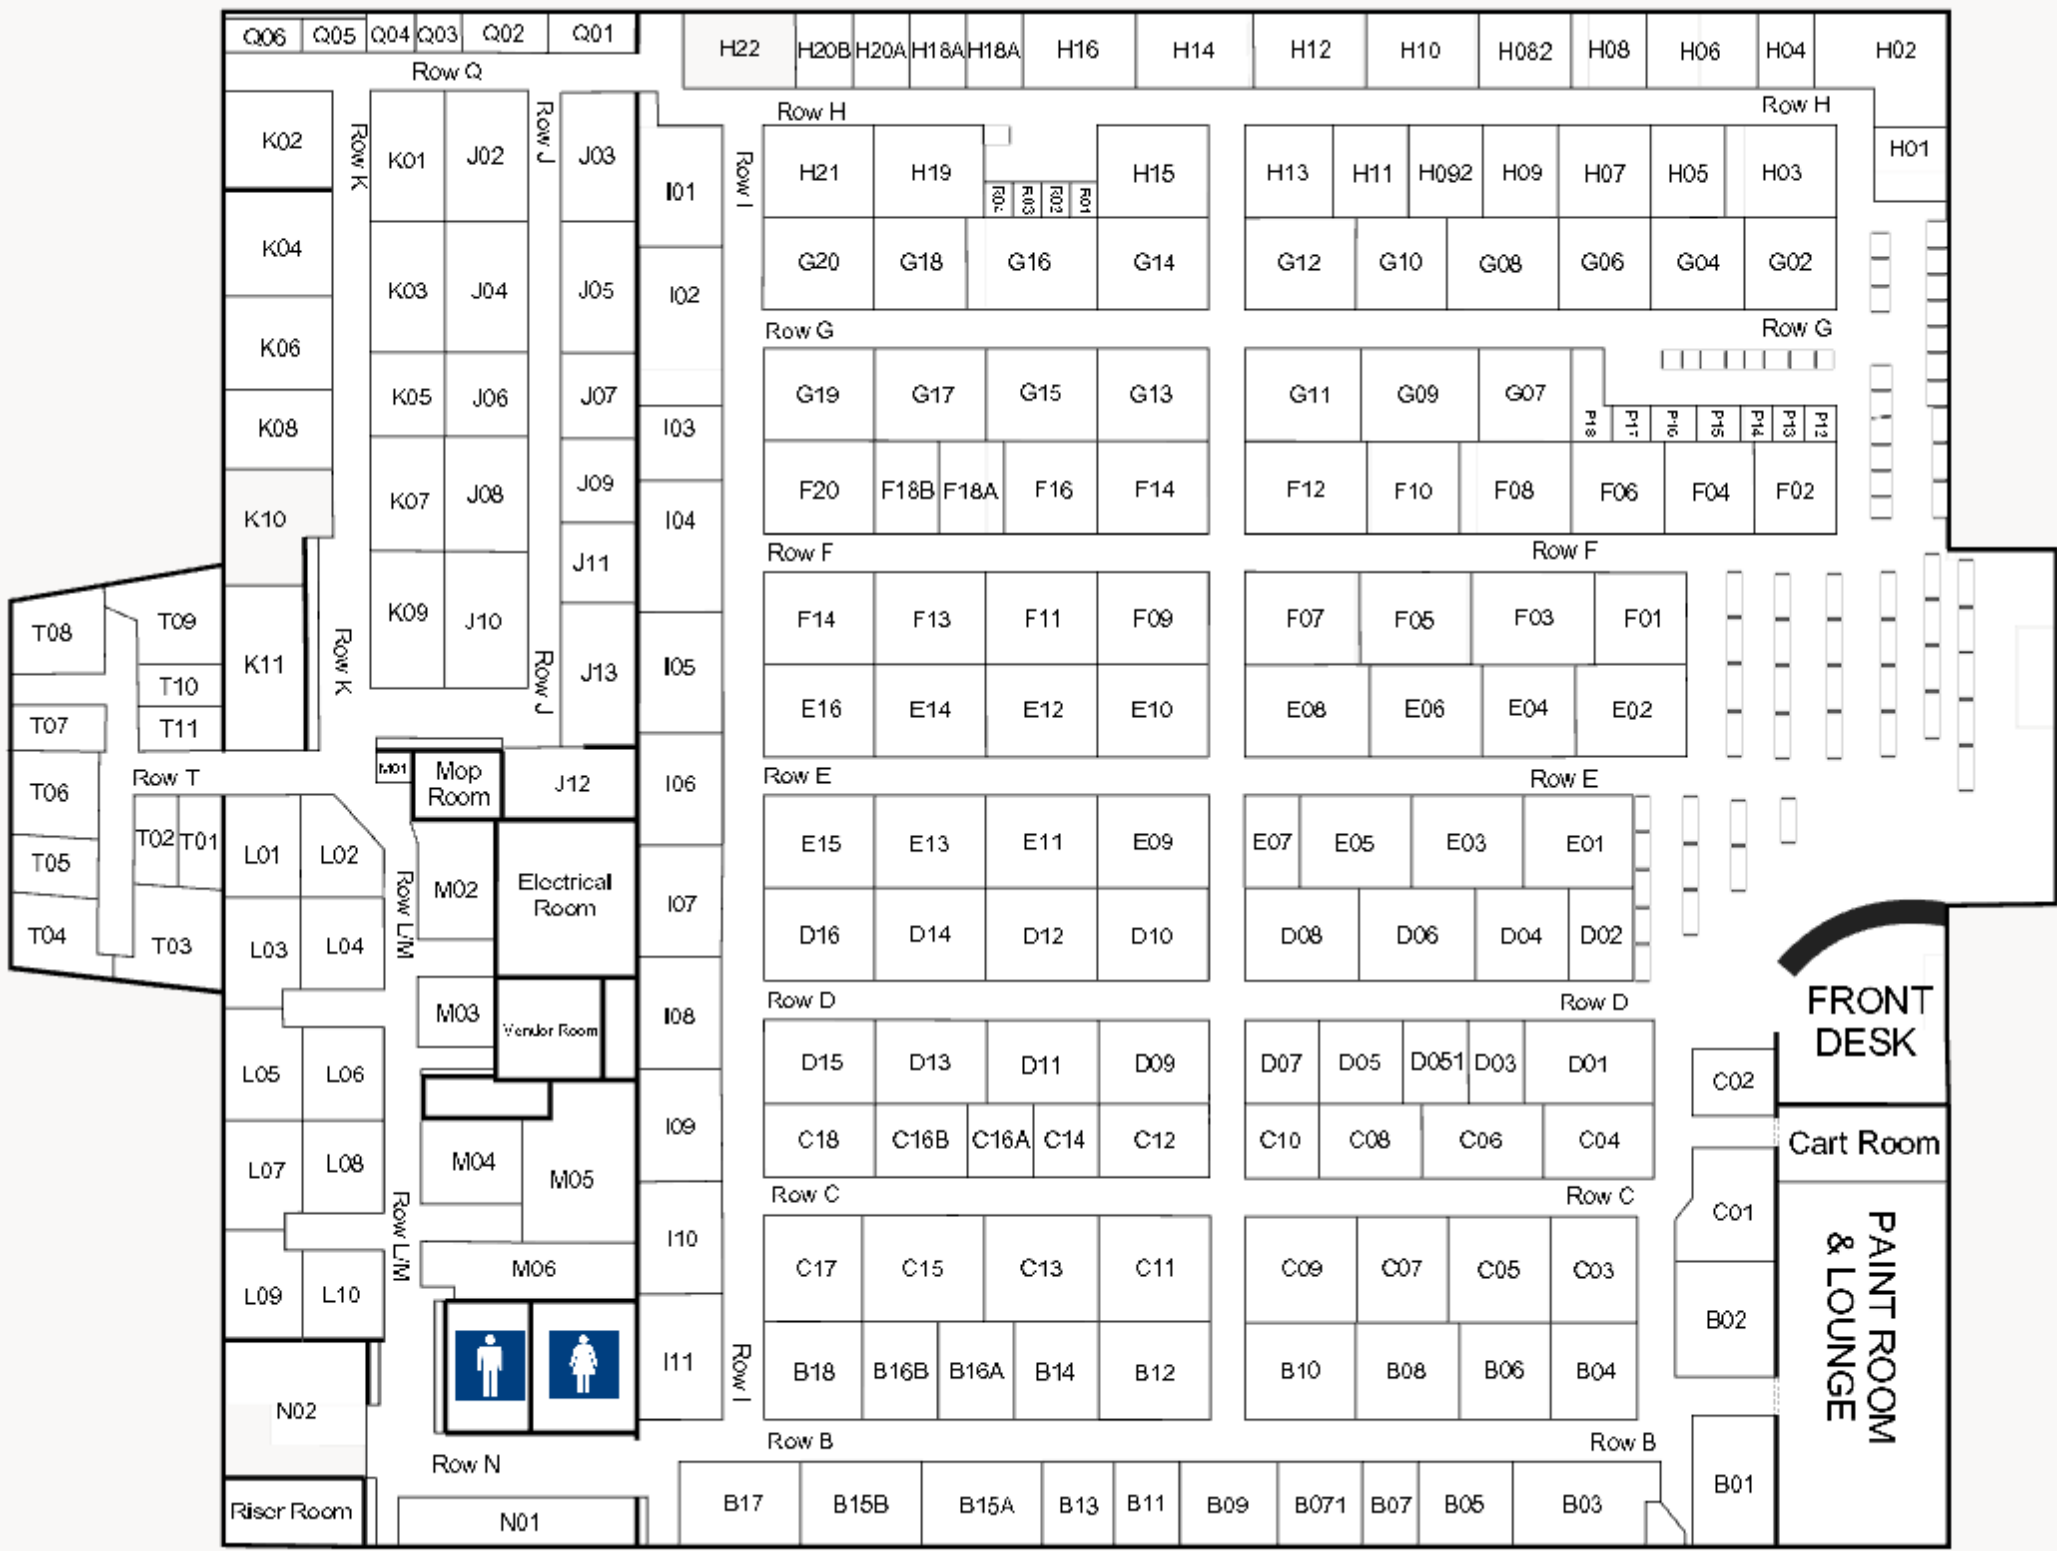 Q06 Q05 Q04 Q03 Q02 Q01
H22 H20B H20A H18A H18A H16 H14 H12 H10 H082 H08 H06 H04 H02
Row Q
Row H Row H
H01
K02
Row K
K01 J02
Row J
J03
I01
Row I
H21 H19 R04 R03 R02 R01 H15 H13 H11 H092 H09 H07 H05 H03
K04 K03 J04 J05 I02
G20 G18 G16 G14 G12 G10 G08 G06 G04 G02
Row G Row G
K06 K05 J06 J07
G19 G17 G15 G13 G11 G09 G07
P18 P17 P16 P15 P14 P13 P12
K08 I03
K10 K07 J08 J09 I04
F20 F18B F18A F16 F14 F12 F10 F08 F06 F04 F02
Row F Row F
J11
T08 T09 K09 J10
F14 F13 F11 F09 F07 F05 F03 F01
K11
Row K
Row J
J13 I05
T10
T07 T11
E16 E14 E12 E10 E08 E06 E04 E02
Row T
M01
Mop
Room
J12 I06
Row E Row E
T06
T02 T01
T05
L01 L02
E15 E13 E11 E09 E07 E05 E03 E01
Row L/M
M02
Electrical
Room
I07
T04 T03 L03 L04
D16 D14 D12 D10 D08 D06 D04 D02
M03
Vendor Room
I08
Row D Row D
FRONT
DESK
L05 L06
D15 D13 D11 D09 D07 D05 D051 D03 D01
C02
I09
C18 C16B C16A C14 C12 C10 C08 C06 C04
Cart Room
L07 L08 M04 M05
Row C Row C
Row L/M
C01
I10
PAINT ROOM
& LOUNGE
M06
C17 C15 C13 C11 C09 C07 C05 C03
L09 L10
B02
I11
Row I
B18 B16B B16A B14 B12 B10 B08 B06 B04
N02
Row B Row B
Row N
B01
Riser Room
N01
B17 B15B B15A B13 B11 B09 B071 B07 B05 B03